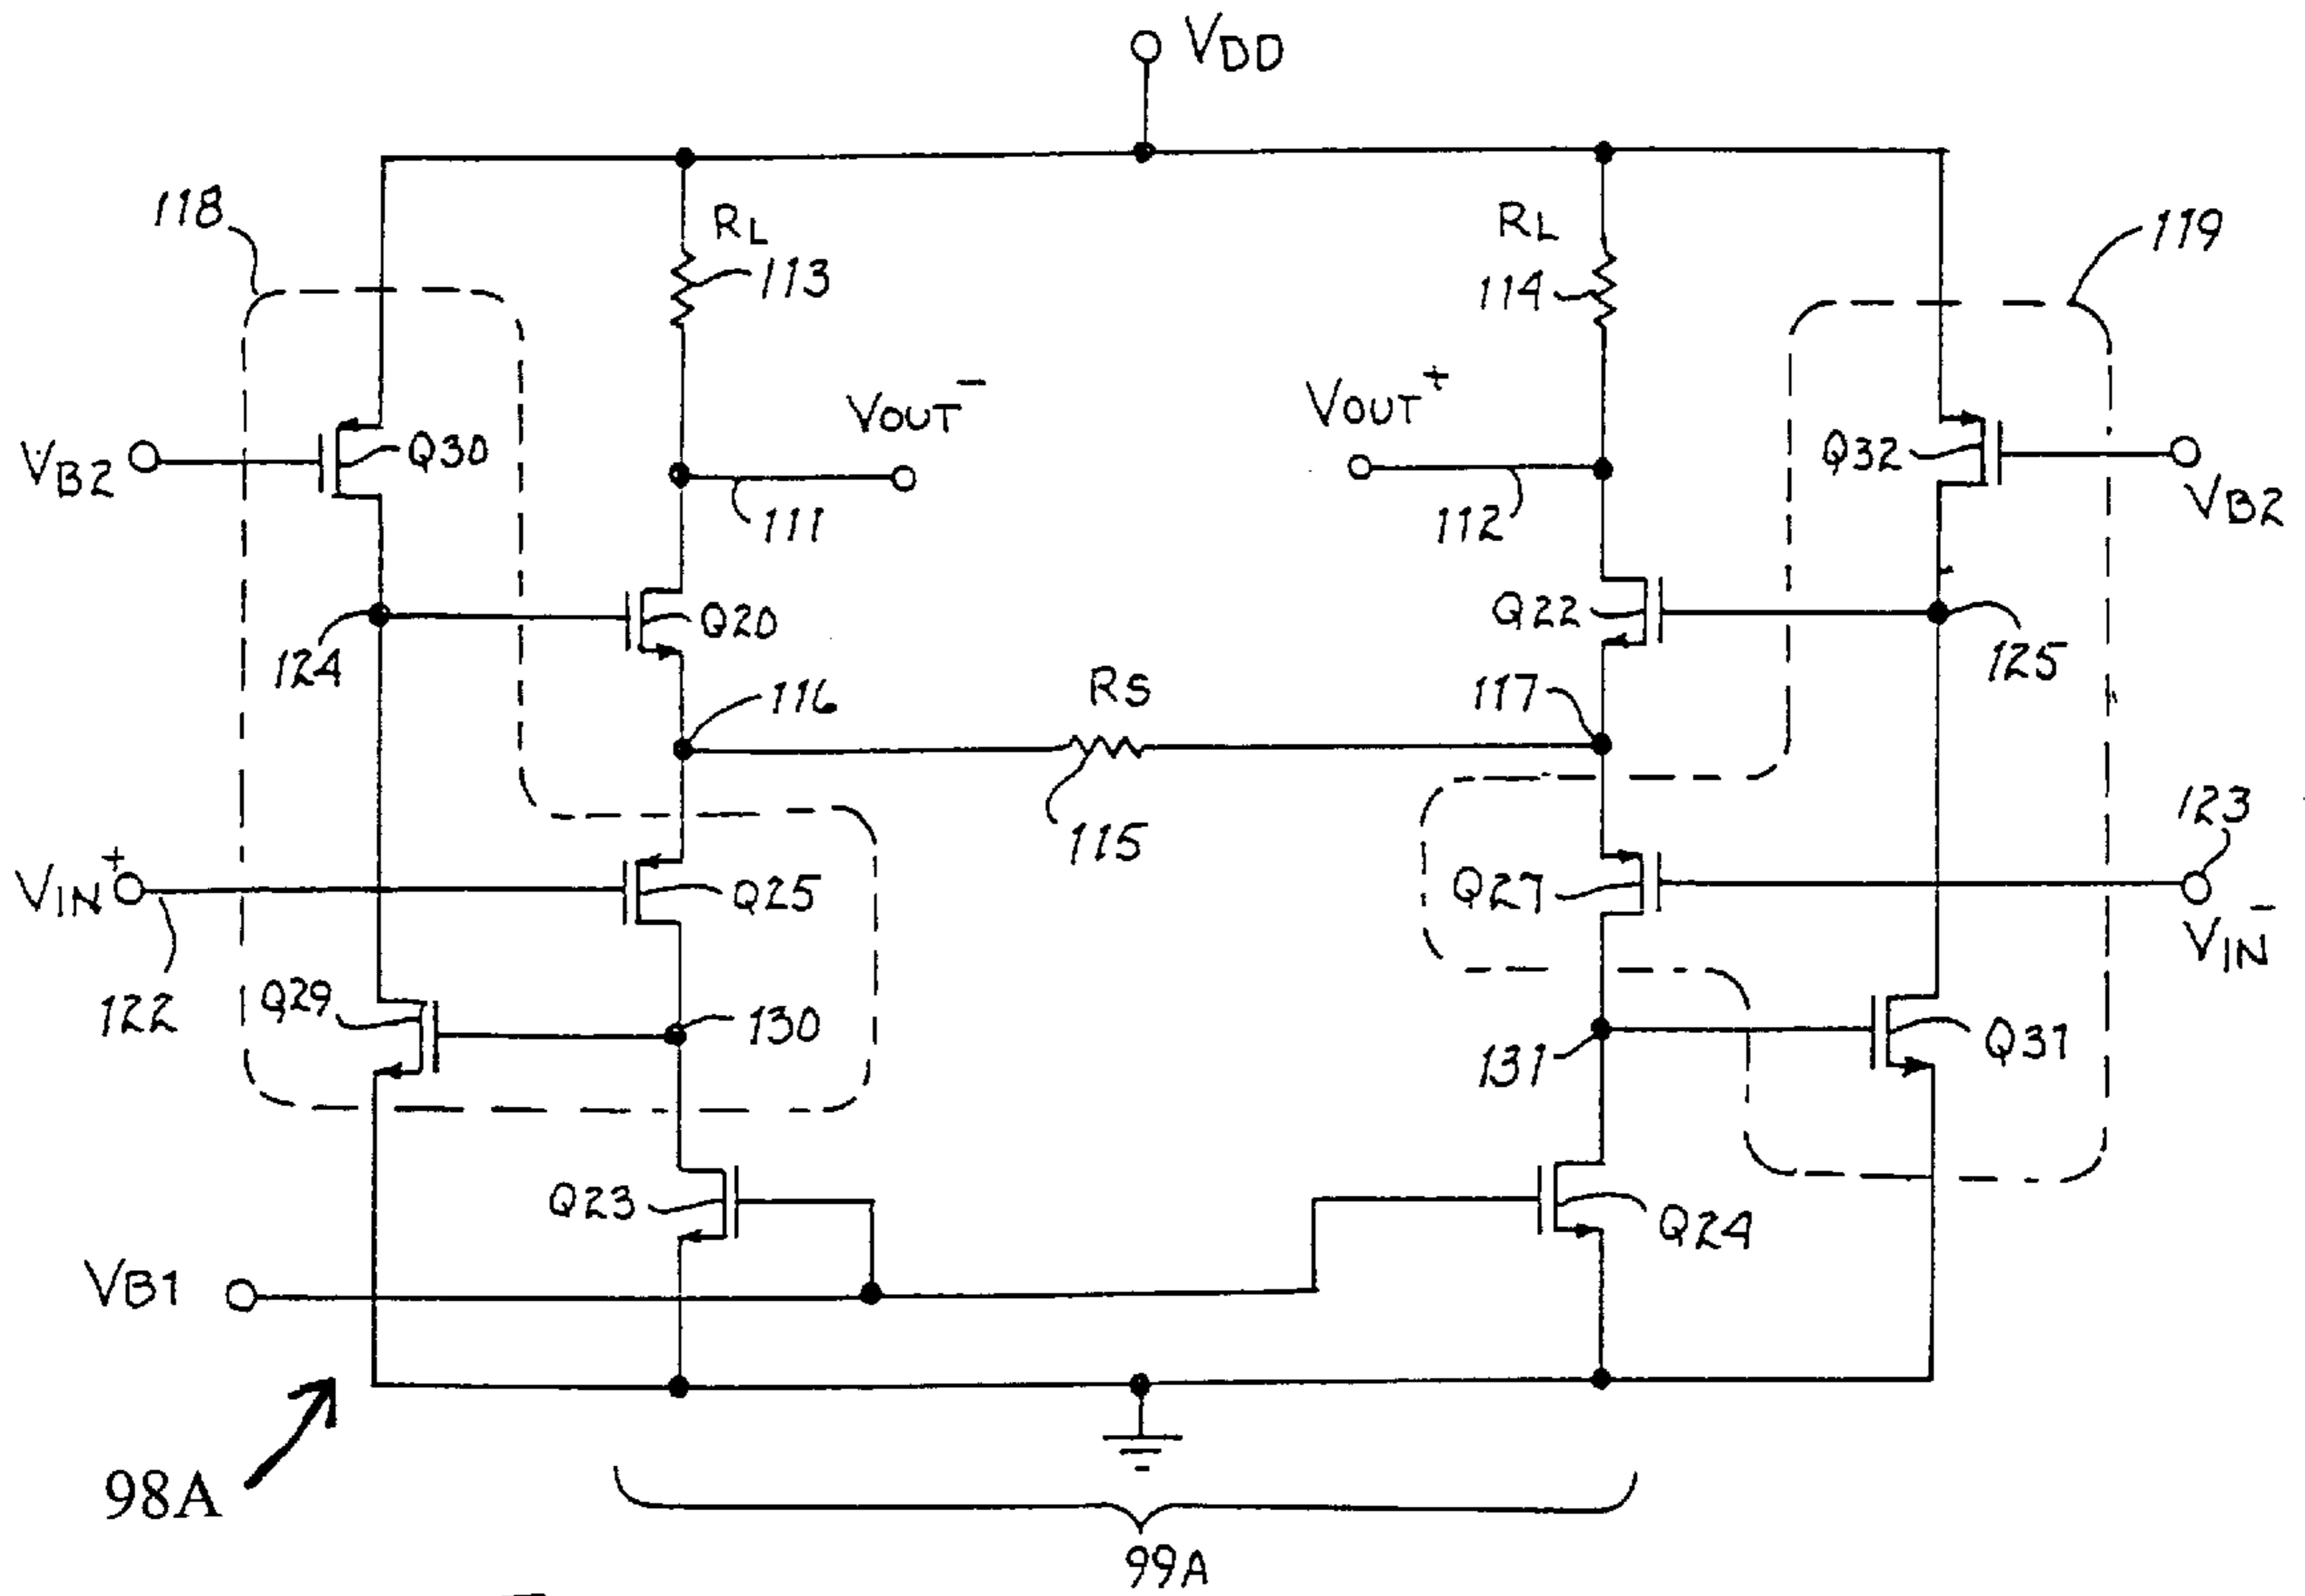 VDD
118
RL
113
RL
114
119
VB2
Q30
VOUT-
VOUT+
Q32
VB2
111
112
124
Q20
Q22
125
116
RS
117
115
123
VIN+
Q25
Q27
VIN-
122
Q29
130
131
Q31
Q23
Q24
VB1
98A
99A